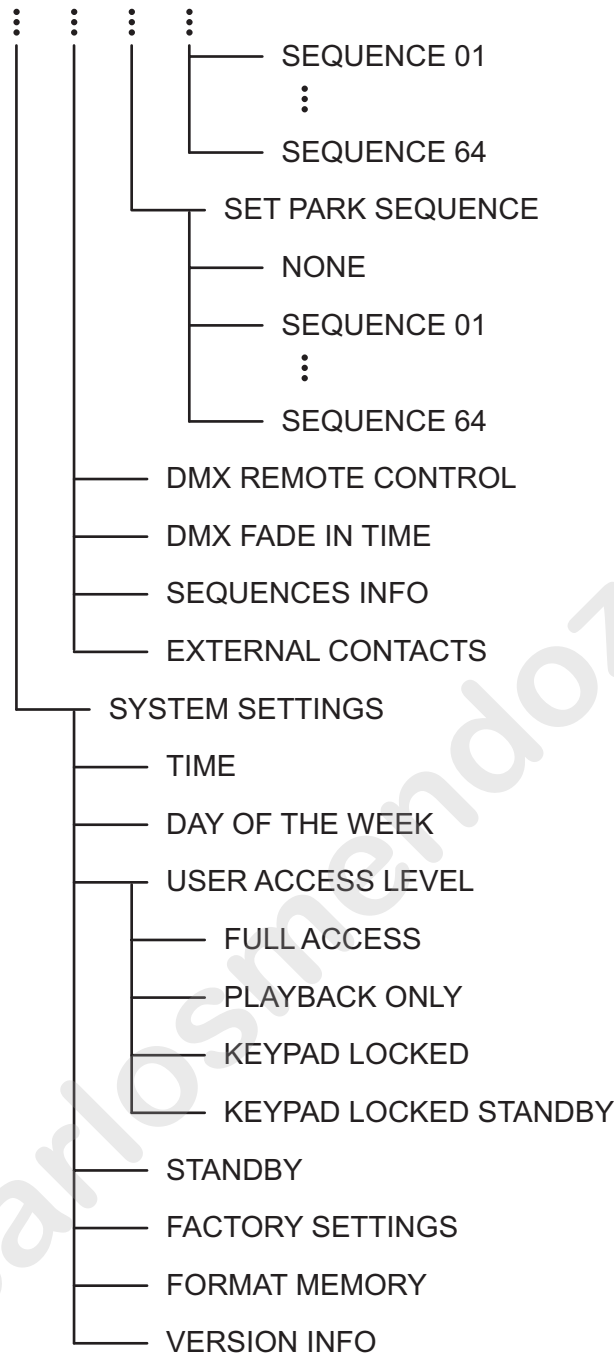 SEQUENCE 01
SEQUENCE 64
SET PARK SEQUENCE
NONE
SEQUENCE 01
SEQUENCE 64
DMX REMOTE CONTROL
DMX FADE IN TIME
SEQUENCES INFO
EXTERNAL CONTACTS
SYSTEM SETTINGS
TIME
DAY OF THE WEEK
USER ACCESS LEVEL
FULL ACCESS
PLAYBACK ONLY
KEYPAD LOCKED
KEYPAD LOCKED STANDBY
STANDBY
FACTORY SETTINGS
FORMAT MEMORY
VERSION INFO